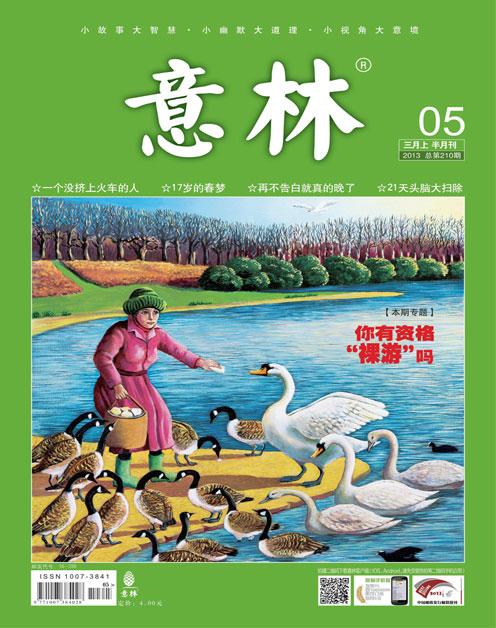 小故事大智慧·小幽默大道理·小视角大意境
意林®
05
三月上 半月刊
2013 总第210期
☆一个没挤上火车的人 ☆17岁的春梦 ☆再不告白就真的晚了 ☆21天头脑大扫除
【本期专题】
你有资格
“裸游”吗
ISSN 1007-3841
05>
9 771007 384028
意林
定价：4.00元